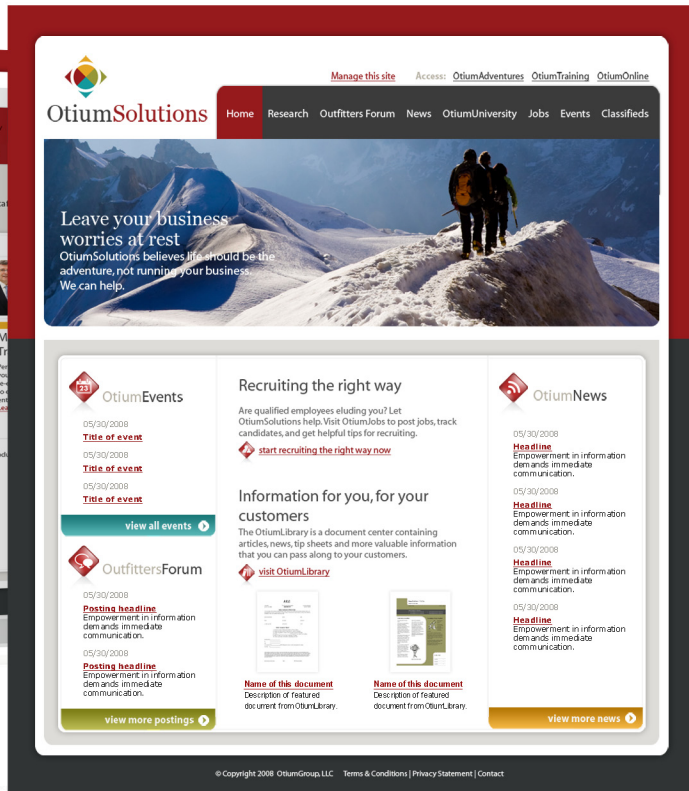 Manage this site Access: OtiumAdventures OtiumTraining OtiumOnline
OtiumSolutions
Home Research Outfitters Forum News OtiumUniversity Jobs Events Classifieds
Leave your business
worries at rest
OtiumSolutions believes life should be the
adventure, not running your business.
We can help.
23
OtiumEvents
05/30/2008
Title of event
05/30/2008
Title of event
05/30/2008
Title of event
view all events
OutfittersForum
05/30/2008
Posting headline
Empowerment in information
demands immediate
communication.
05/30/2008
Posting headline
Empowerment in information
demands immediate
communication.
view more postings
Recruiting the right way
Are qualified employees eluding you? Let
OtiumSolutions help. Visit OtiumJobs to post jobs, track
candidates, and get helpful tips for recruiting.
start recruiting the right way now
Information for you, for your
customers
The OtiumLibrary is a document center containing
articles, news, tip sheets and more valuable information
that you can pass along to your customers.
visit OtiumLibrary
Name of this document
Description of featured
document from OtiumLibrary.
Name of this document
Description of featured
document from OtiumLibrary.
OtiumNews
05/30/2008
Headline
Empowerment in information
demands immediate
communication.
05/30/2008
Headline
Empowerment in information
demands immediate
communication.
05/30/2008
Headline
Empowerment in information
demands immediate
communication.
05/30/2008
Headline
Empowerment in information
demands immediate
communication.
view more news
© Copyright 2008 OtiumGroup, LLC Terms & Conditions | Privacy Statement | Contact